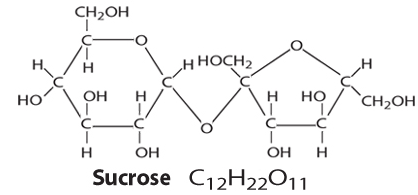 CH₂OH
C O
H C H C H HOCH₂ C O C H
HO OH H H HO CH₂OH
C C O C C
H OH OH H
Sucrose C₁₂H₂₂O₁₁